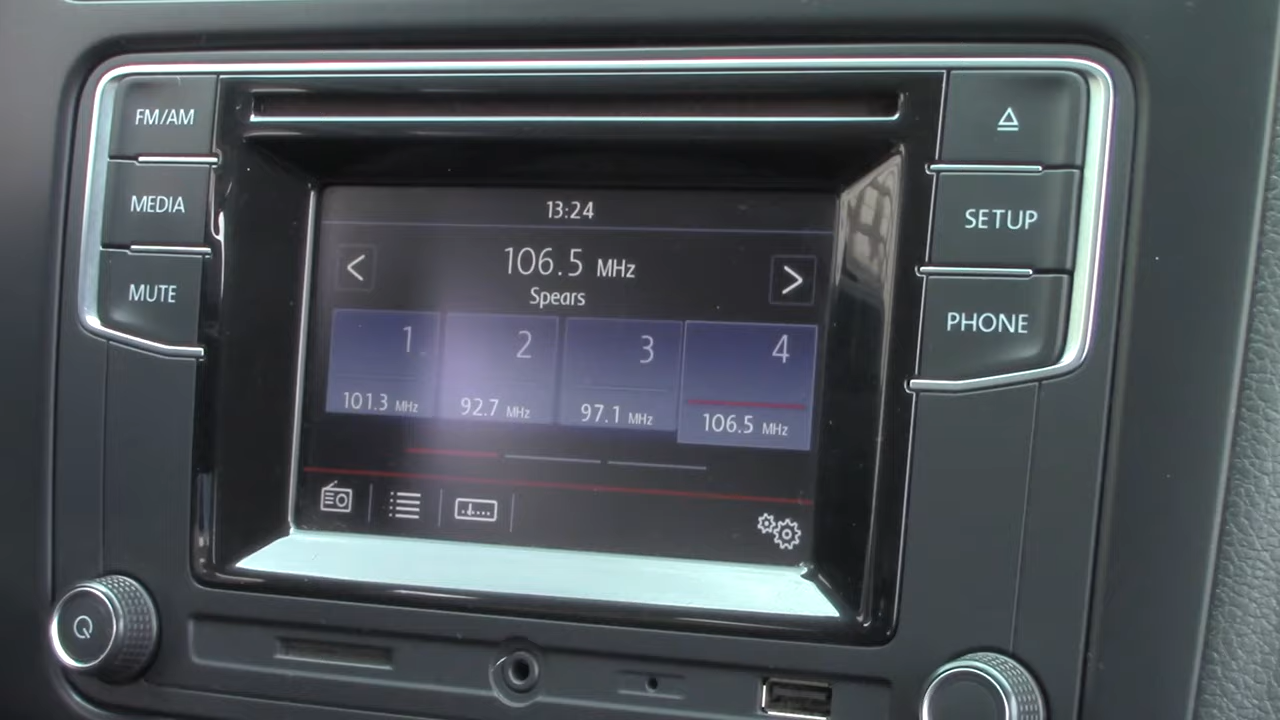 FM/AM
MEDIA
MUTE
13:24
106.5 MHz
Spears
1
2
3
4
101.3 MHz
92.7 MHz
97.1 MHz
106.5 MHz
SETUP
PHONE